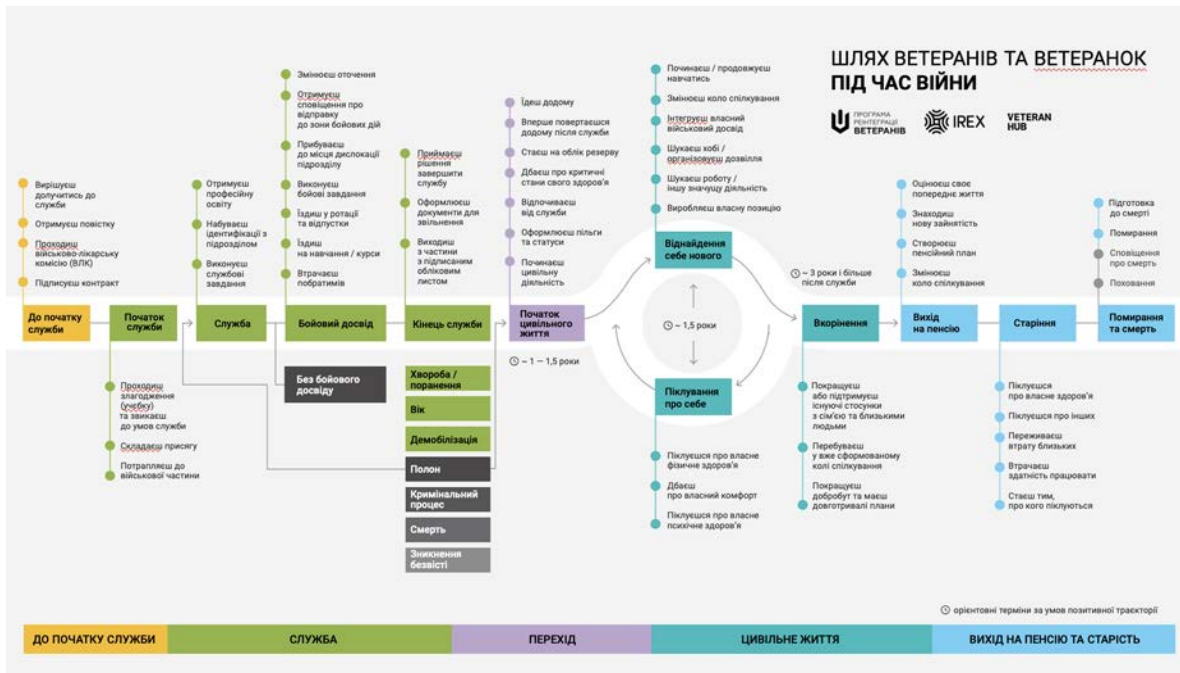 ШЛЯХ ВЕТЕРАНІВ ТА ВЕТЕРАНОК
ПІД ЧАС ВІЙНИ
ПРОГРАМА
РЕІНТЕГРАЦІЇ
ВЕТЕРАНІВ
IREX
VETERAN
HUB
Вирішуєш
долучитись до
служби
Отримуєш повістку
Проходиш
військово-лікарську
комісію (ВЛК)
Підписуєш контракт
До початку
служби
Початок
служби
Проходиш
злагодження
(учебку)
та звикаєш
до умов служби
Складаєш присягу
Потрапляєш до
військової частини
Отримуєш
професійну
освіту
Набуваєш
ідентифікації з
підрозділом
Виконуєш
службові
завдання
Служба
Змінюєш оточення
Отримуєш
сповіщення про
відправку
до зони бойових дій
Прибуваєш
до місця дислокації
підрозділу
Виконуєш
бойові завдання
Їздиш у ротації
та відпустки
Їздиш
на навчання / курси
Втрачаєш
побратимів
Бойовий досвід
Без бойового
досвіду
Приймаєш
рішення
завершити
службу
Оформлюєш
документи для
звільнення
Виходиш
з частини
з підписаним
обліковим
листом
Кінець служби
Хвороба /
поранення
Вік
Демобілізація
Полон
Кримінальний
процес
Смерть
Зникнення
безвісті
Їдеш додому
Вперше повертаєшся
додому після служби
Стаєш на облік резерву
Дбаєш про критичні
стани свого здоров'я
Відпочиваєш
від служби
Оформлюєш пільги
та статуси
Починаєш
цивільну
діяльність
Початок
цивільного
життя
~ 1 – 1,5 роки
Починаєш / продовжуєш
навчатись
Змінюєш коло спілкування
Інтегруєш власний
військовий досвід
Шукаєш хобі /
організовуєш дозвілля
Шукаєш роботу /
іншу значущу діяльність
Виробляєш власну позицію
Віднайдення
себе нового
~ 1,5 роки
Піклування
про себе
Піклуєшся про власне
фізичне здоров'я
Дбаєш
про власний комфорт
Піклуєшся про власне
психічне здоров'я
~ 3 роки і більше
після служби
Вкорінення
Покращуєш
або підтримуєш
існуючі стосунки
з сім'єю та близькими
людьми
Перебуваєш
у вже сформованому
колі спілкування
Покращуєш
добробут та маєш
довготривалі плани
Оцінюєш своє
попереднє життя
Знаходиш
нову зайнятість
Створюєш
пенсійний план
Змінюєш
коло спілкування
Вихід
на пенсію
Старіння
Піклуєшся
про власне здоров'я
Піклуєшся про інших
Переживаєш
втрату близьких
Втрачаєш
здатність працювати
Стаєш тим,
про кого піклуються
Підготовка
до смерті
Помирання
Сповіщення
про смерть
Поховання
Помирання
та смерть
орієнтовні терміни за умов позитивної траєкторії
ДО ПОЧАТКУ СЛУЖБИ
СЛУЖБА
ПЕРЕХІД
ЦИВІЛЬНЕ ЖИТТЯ
ВИХІД НА ПЕНСІЮ ТА СТАРІСТЬ